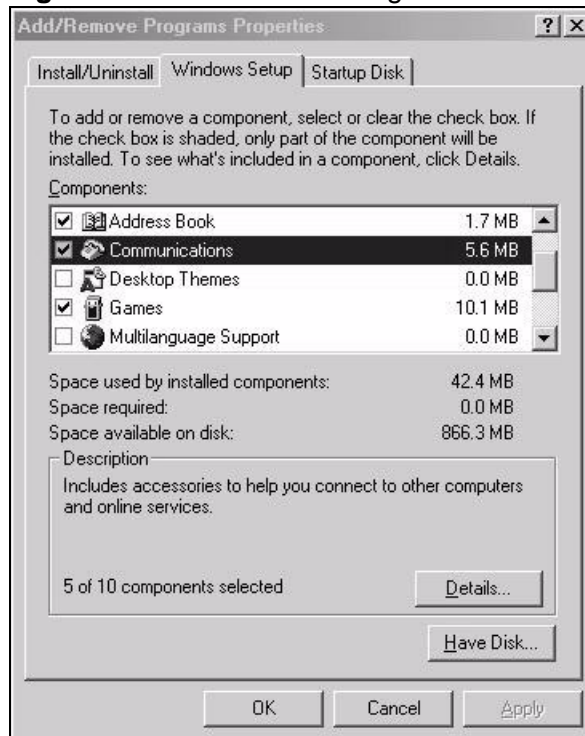 Add/Remove Programs Properties
Install/Uninstall Windows Setup Startup Disk
To add or remove a component, select or clear the check box. If
the check box is shaded, only part of the component will be
installed. To see what's included in a component, click Details.
Components:
Address Book 1.7 MB
Communications 5.6 MB
Desktop Themes 0.0 MB
Games 10.1 MB
Multilanguage Support 0.0 MB
Space used by installed components: 42.4 MB
Space required: 0.0 MB
Space available on disk: 866.3 MB
Description
Includes accessories to help you connect to other computers
and online services.
5 of 10 components selected Details...
Have Disk...
OK Cancel Apply